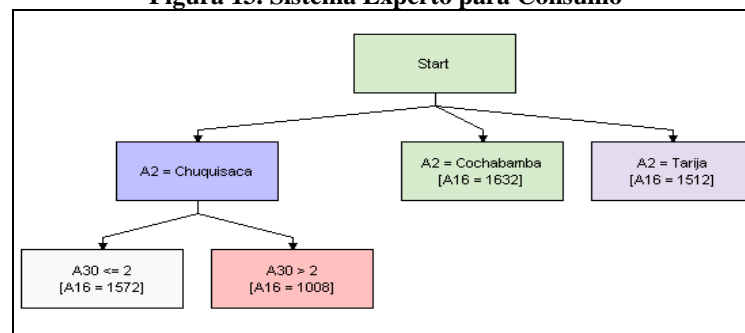 Figura 15. Sistema Experto para Consumo
Start
A2 = Chuquisaca
A2 = Cochabamba
[A16 = 1632]
A2 = Tarija
[A16 = 1512]
A30 <= 2
[A16 = 1572]
A30 > 2
[A16 = 1008]